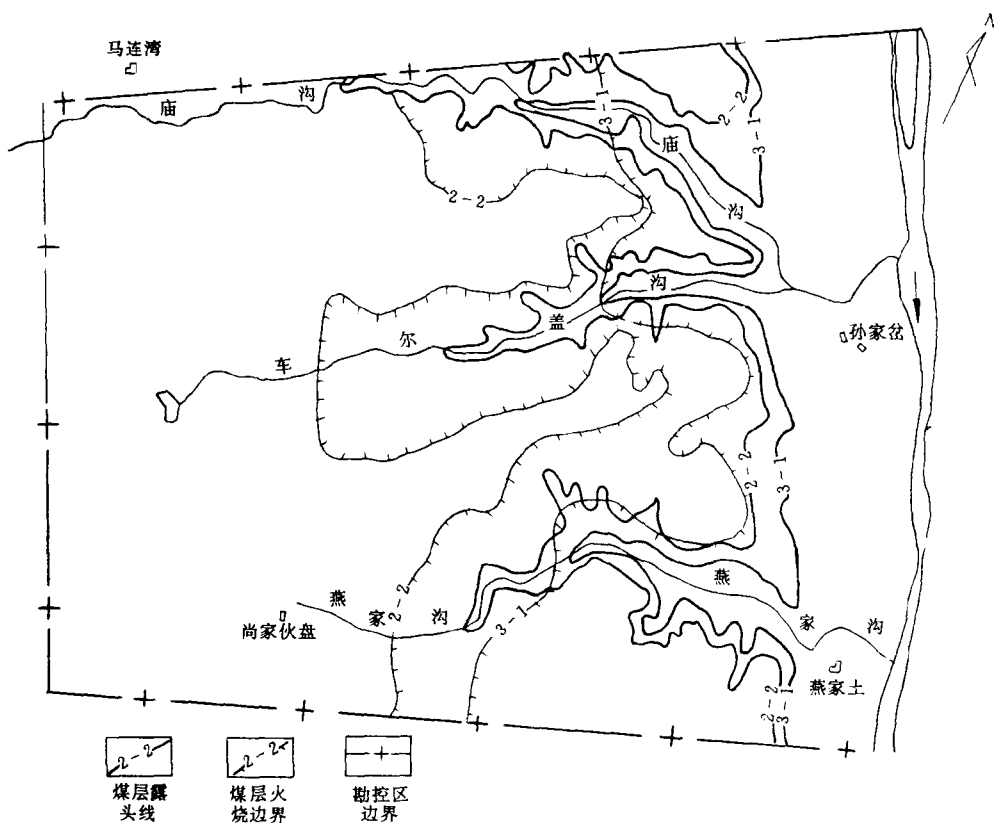 N
马连湾
庙 沟
3-1
2-2
3-1
庙
沟
2-2
沟
盖
尔
车
孙家岔
2-2
3-1
燕
家
沟
2-2
3-1
燕
家
沟
尚家伙盘
燕家土
2-2
3-1
2-2
2-2
煤层露
头线
煤层火
烧边界
勘控区
边界